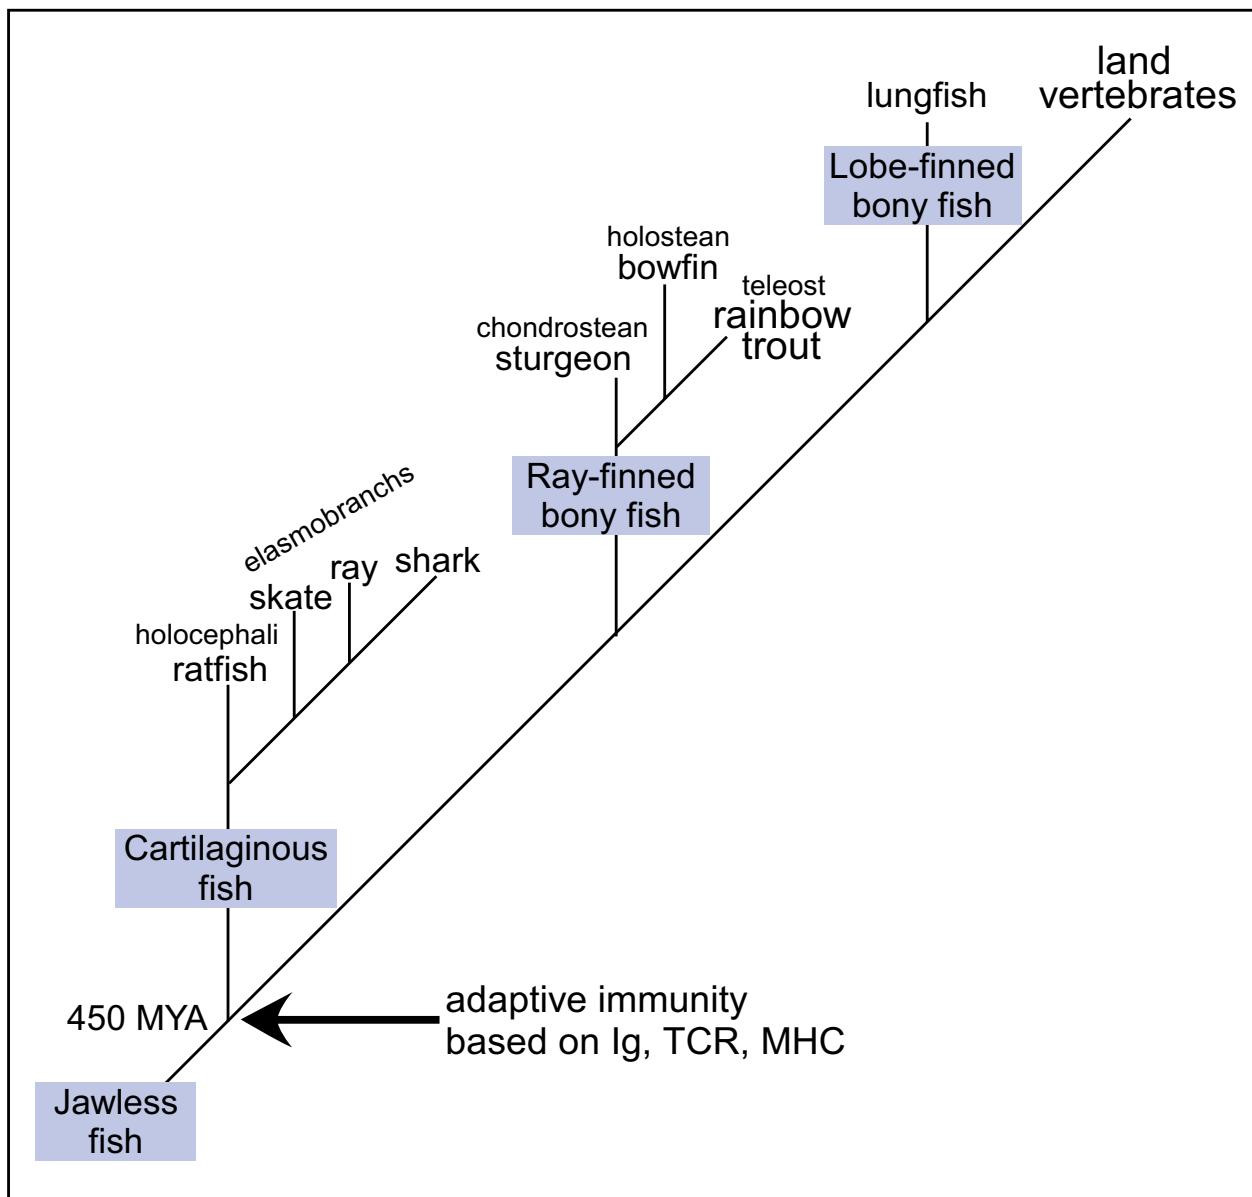 land
vertebrates
lungfish
Lobe-finned
bony fish
holostean
bowfin
teleost
rainbow
trout
chondrostean
sturgeon
Ray-finned
bony fish
elasmobranchs
shark
ray
skate
holocephali
ratfish
Cartilaginous
fish
450 MYA
adaptive immunity
based on Ig, TCR, MHC
Jawless
fish